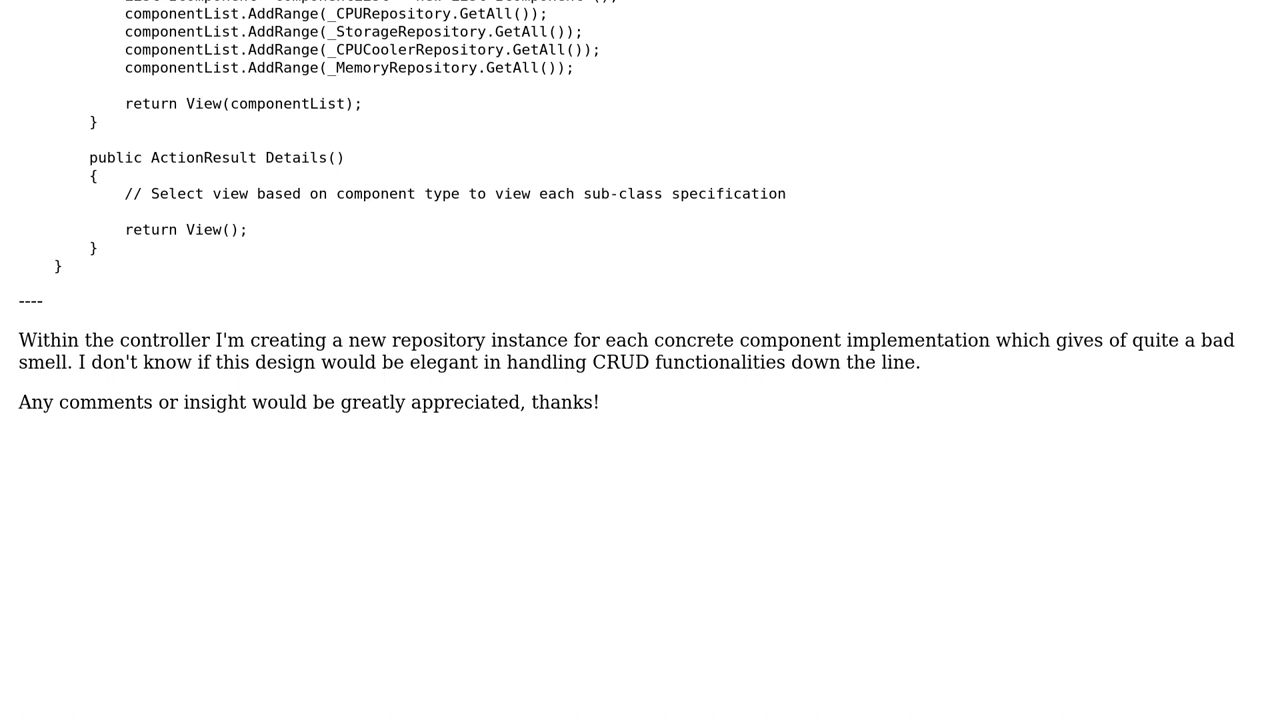 componentList.AddRange(_CPURepository.GetAll());
componentList.AddRange(_StorageRepository.GetAll());
componentList.AddRange(_CPUCoolerRepository.GetAll());
componentList.AddRange(_MemoryRepository.GetAll());
return View(componentList);
}
public ActionResult Details()
{
// Select view based on component type to view each sub-class specification
return View();
}
}
----
Within the controller I'm creating a new repository instance for each concrete component implementation which gives of quite a bad
smell. I don't know if this design would be elegant in handling CRUD functionalities down the line.
Any comments or insight would be greatly appreciated, thanks!